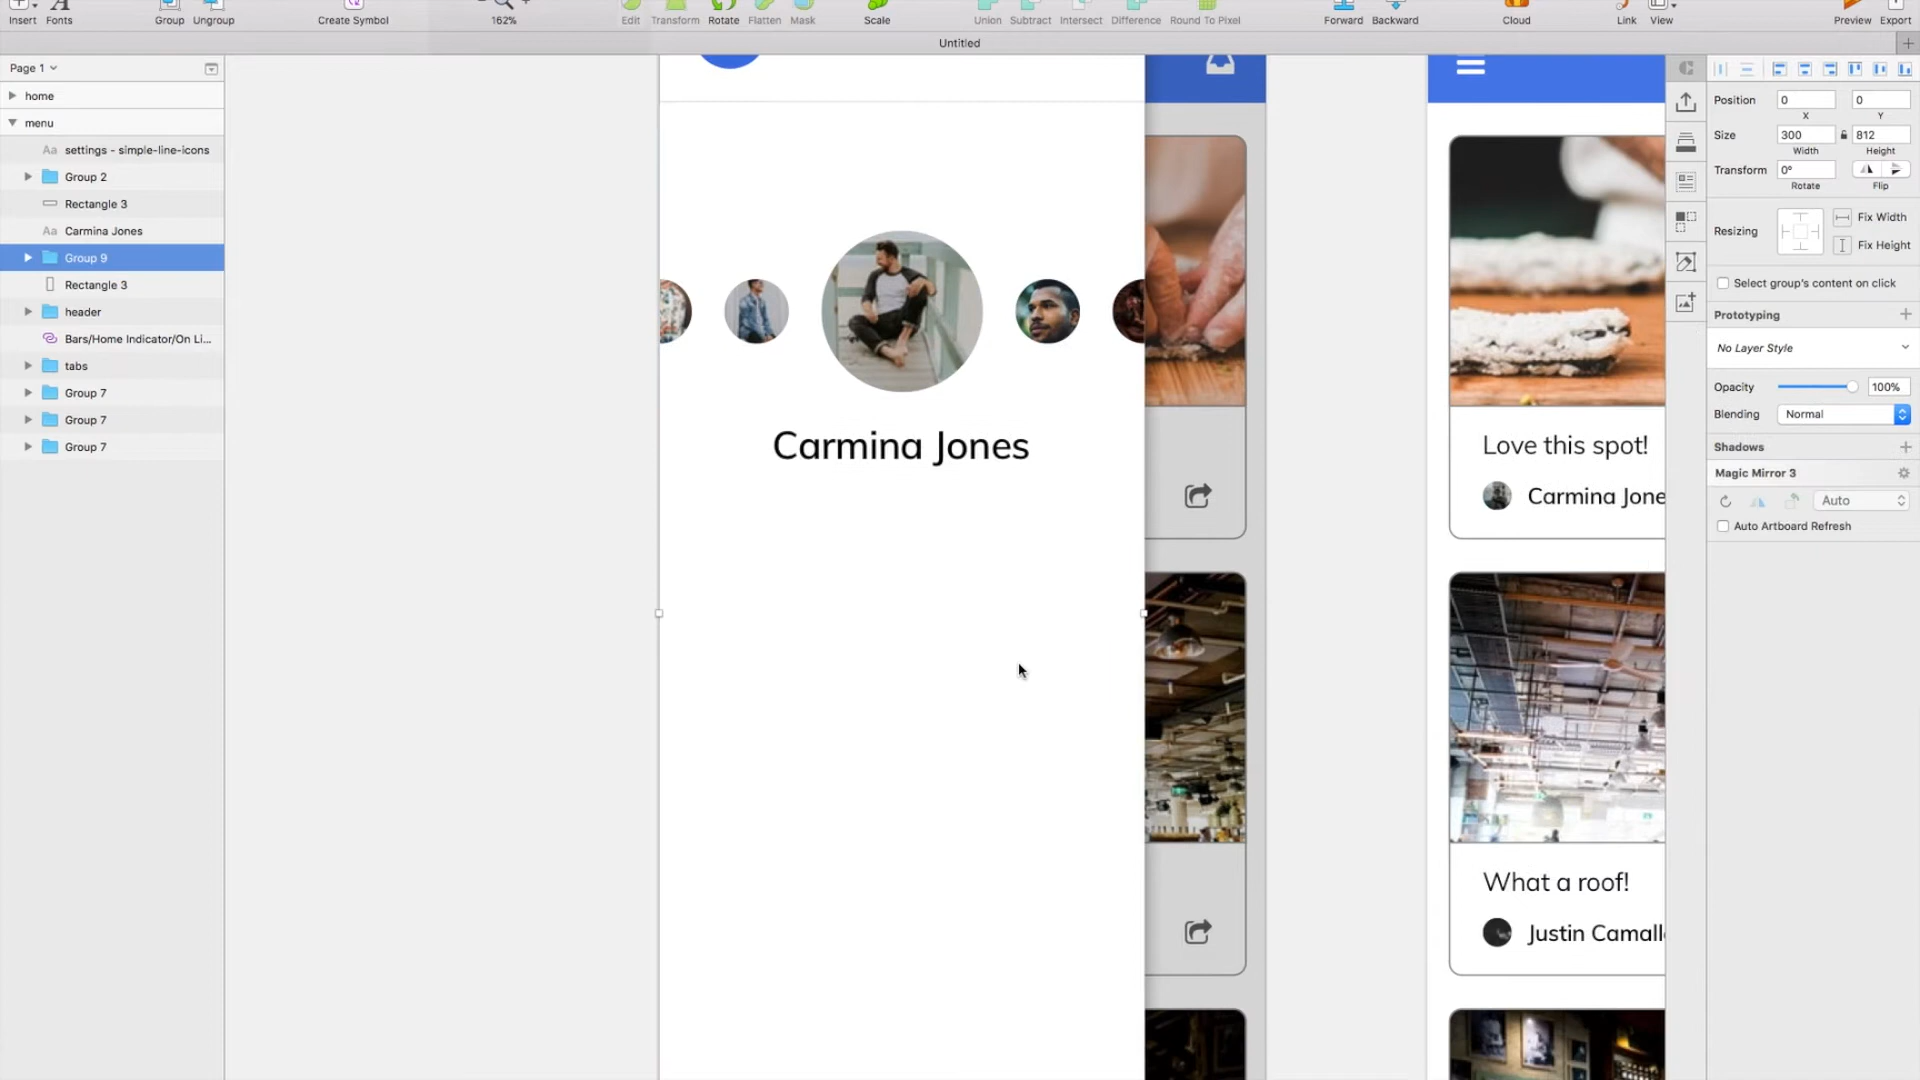 Insert
Fonts
Group
Ungroup
Create Symbol
162%
Edit
Transform
Rotate
Flatten
Mask
Scale
Union
Subtract
Intersect
Difference
Round To Pixel
Forward
Backward
Cloud
Link
View
Preview
Export
Untitled
Page 1
home
menu
Aa settings - simple-line-icons
Group 2
Rectangle 3
Aa Carmina Jones
Group 9
Rectangle 3
header
Bars/Home Indicator/On Li...
tabs
Group 7
Group 7
Group 7
Carmina Jones
Love this spot!
Carmina Jone
What a roof!
Justin Camall
Position 0 0
X Y
Size 300 812
Width Height
Transform 0°
Rotate Flip
Resizing
Fix Width
Fix Height
Select group's content on click
Prototyping
No Layer Style
Opacity 100%
Blending Normal
Shadows
Magic Mirror 3
Auto
Auto Artboard Refresh